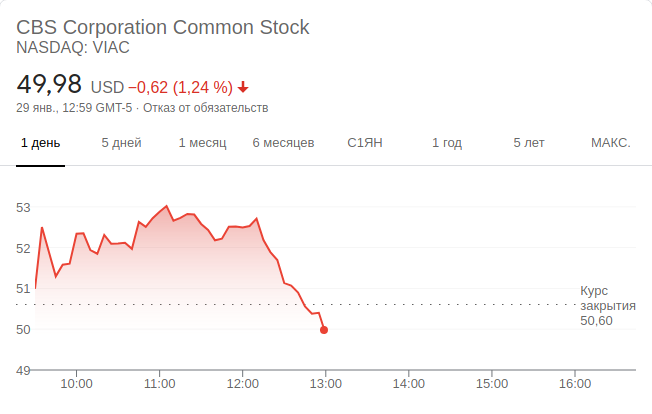 CBS Corporation Common Stock
NASDAQ: VIAC
49,98 USD −0,62 (1,24 %)
29 янв., 12:59 GMT-5 · Отказ от обязательств
1 день 5 дней 1 месяц 6 месяцев С1ЯН 1 год 5 лет МАКС.
53
52
51
50
49
Курс
закрытия
50,60
10:00 11:00 12:00 13:00 14:00 15:00 16:00